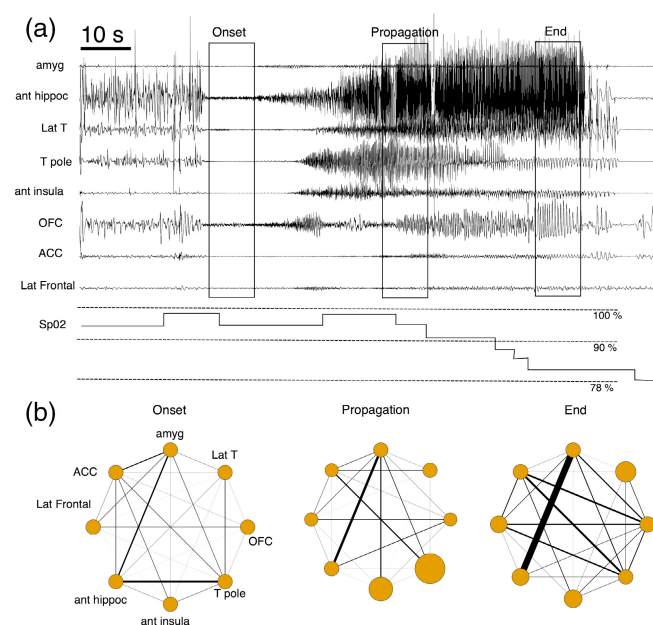 (a)
10 s
Onset
Propagation
End
amyg
ant hippoc
Lat T
T pole
ant insula
OFC
ACC
Lat Frontal
100 %
Sp02
90 %
78 %
(b)
Onset
Propagation
End
amyg
ACC
Lat T
Lat Frontal
OFC
ant hippoc
T pole
ant insula